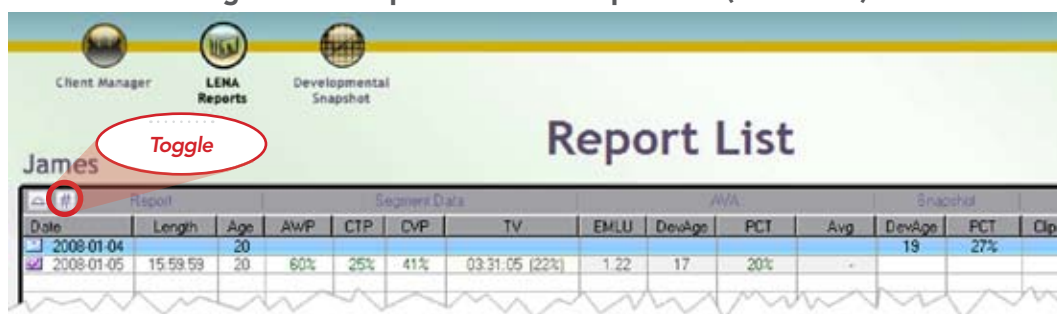 Client Manager
LENA Reports
Developmental Snapshot
Toggle
Report List
James
# Report Segment Data AVA Snapshot
Date Length Age AWP CTP CVP TV EMLU DevAge PCT Avg DevAge PCT
2008-01-04 20 19 27%
2008-01-05 15:59:59 20 60% 25% 41% 03:31:05 (22%) 1.22 17 20% -